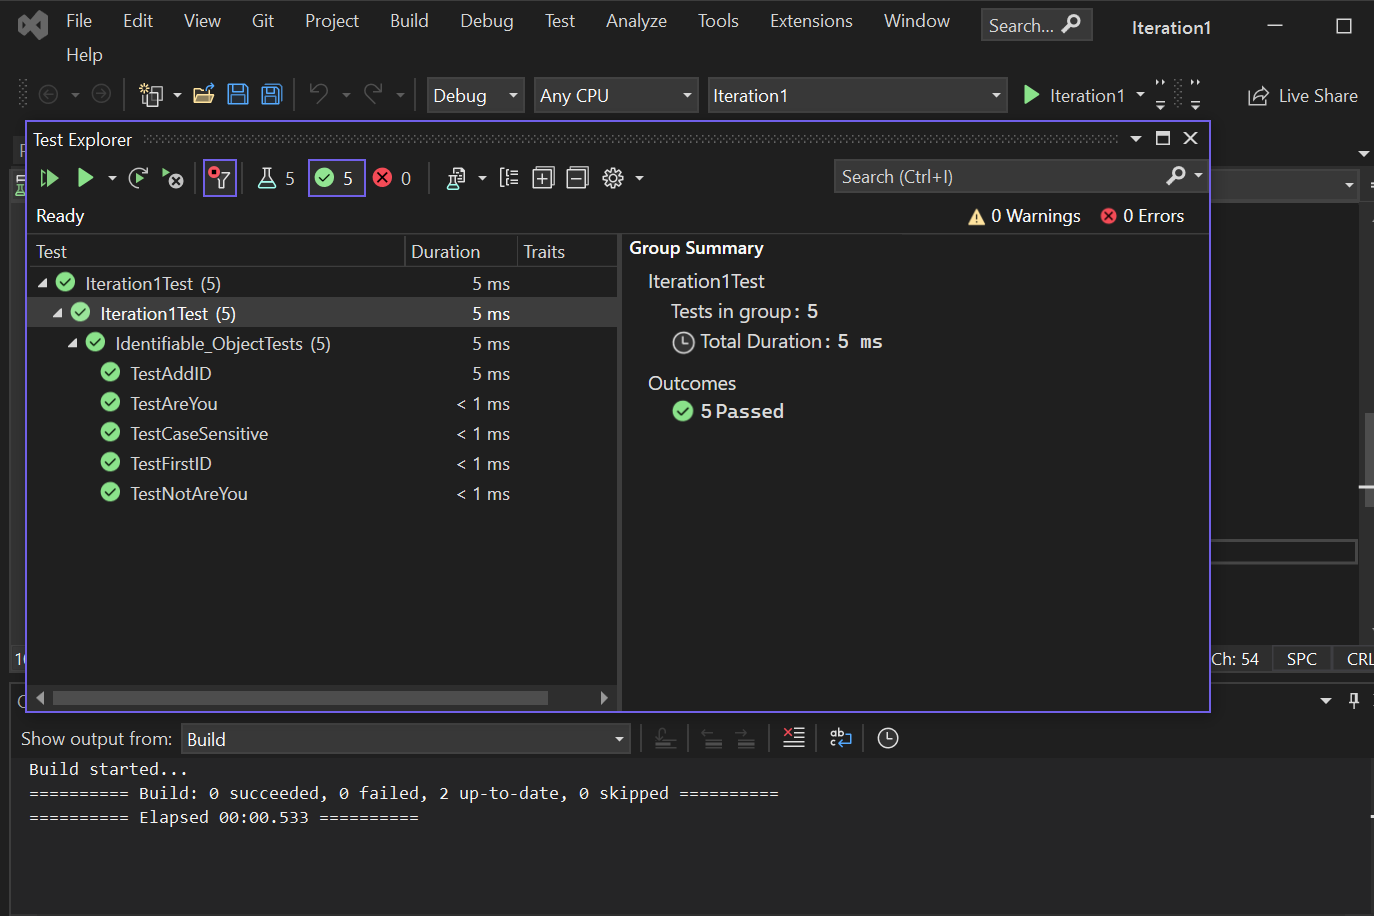 File Edit View Git Project Build Debug Test Analyze Tools Extensions Window Search... Iteration1
Help
Debug Any CPU Iteration1 Iteration1 Live Share
Test Explorer
5 5 0 Search (Ctrl+I)
Ready 0 Warnings 0 Errors
Test Duration Traits
Iteration1Test (5) 5 ms
Iteration1Test (5) 5 ms
Identifiable_ObjectTests (5) 5 ms
TestAddID 5 ms
TestAreYou < 1 ms
TestCaseSensitive < 1 ms
TestFirstID < 1 ms
TestNotAreYou < 1 ms
Group Summary
Iteration1Test
Tests in group: 5
Total Duration: 5 ms
Outcomes
5 Passed
Ch: 54 SPC
Show output from: Build
Build started...
========== Build: 0 succeeded, 0 failed, 2 up-to-date, 0 skipped ==========
========== Elapsed 00:00.533 ==========